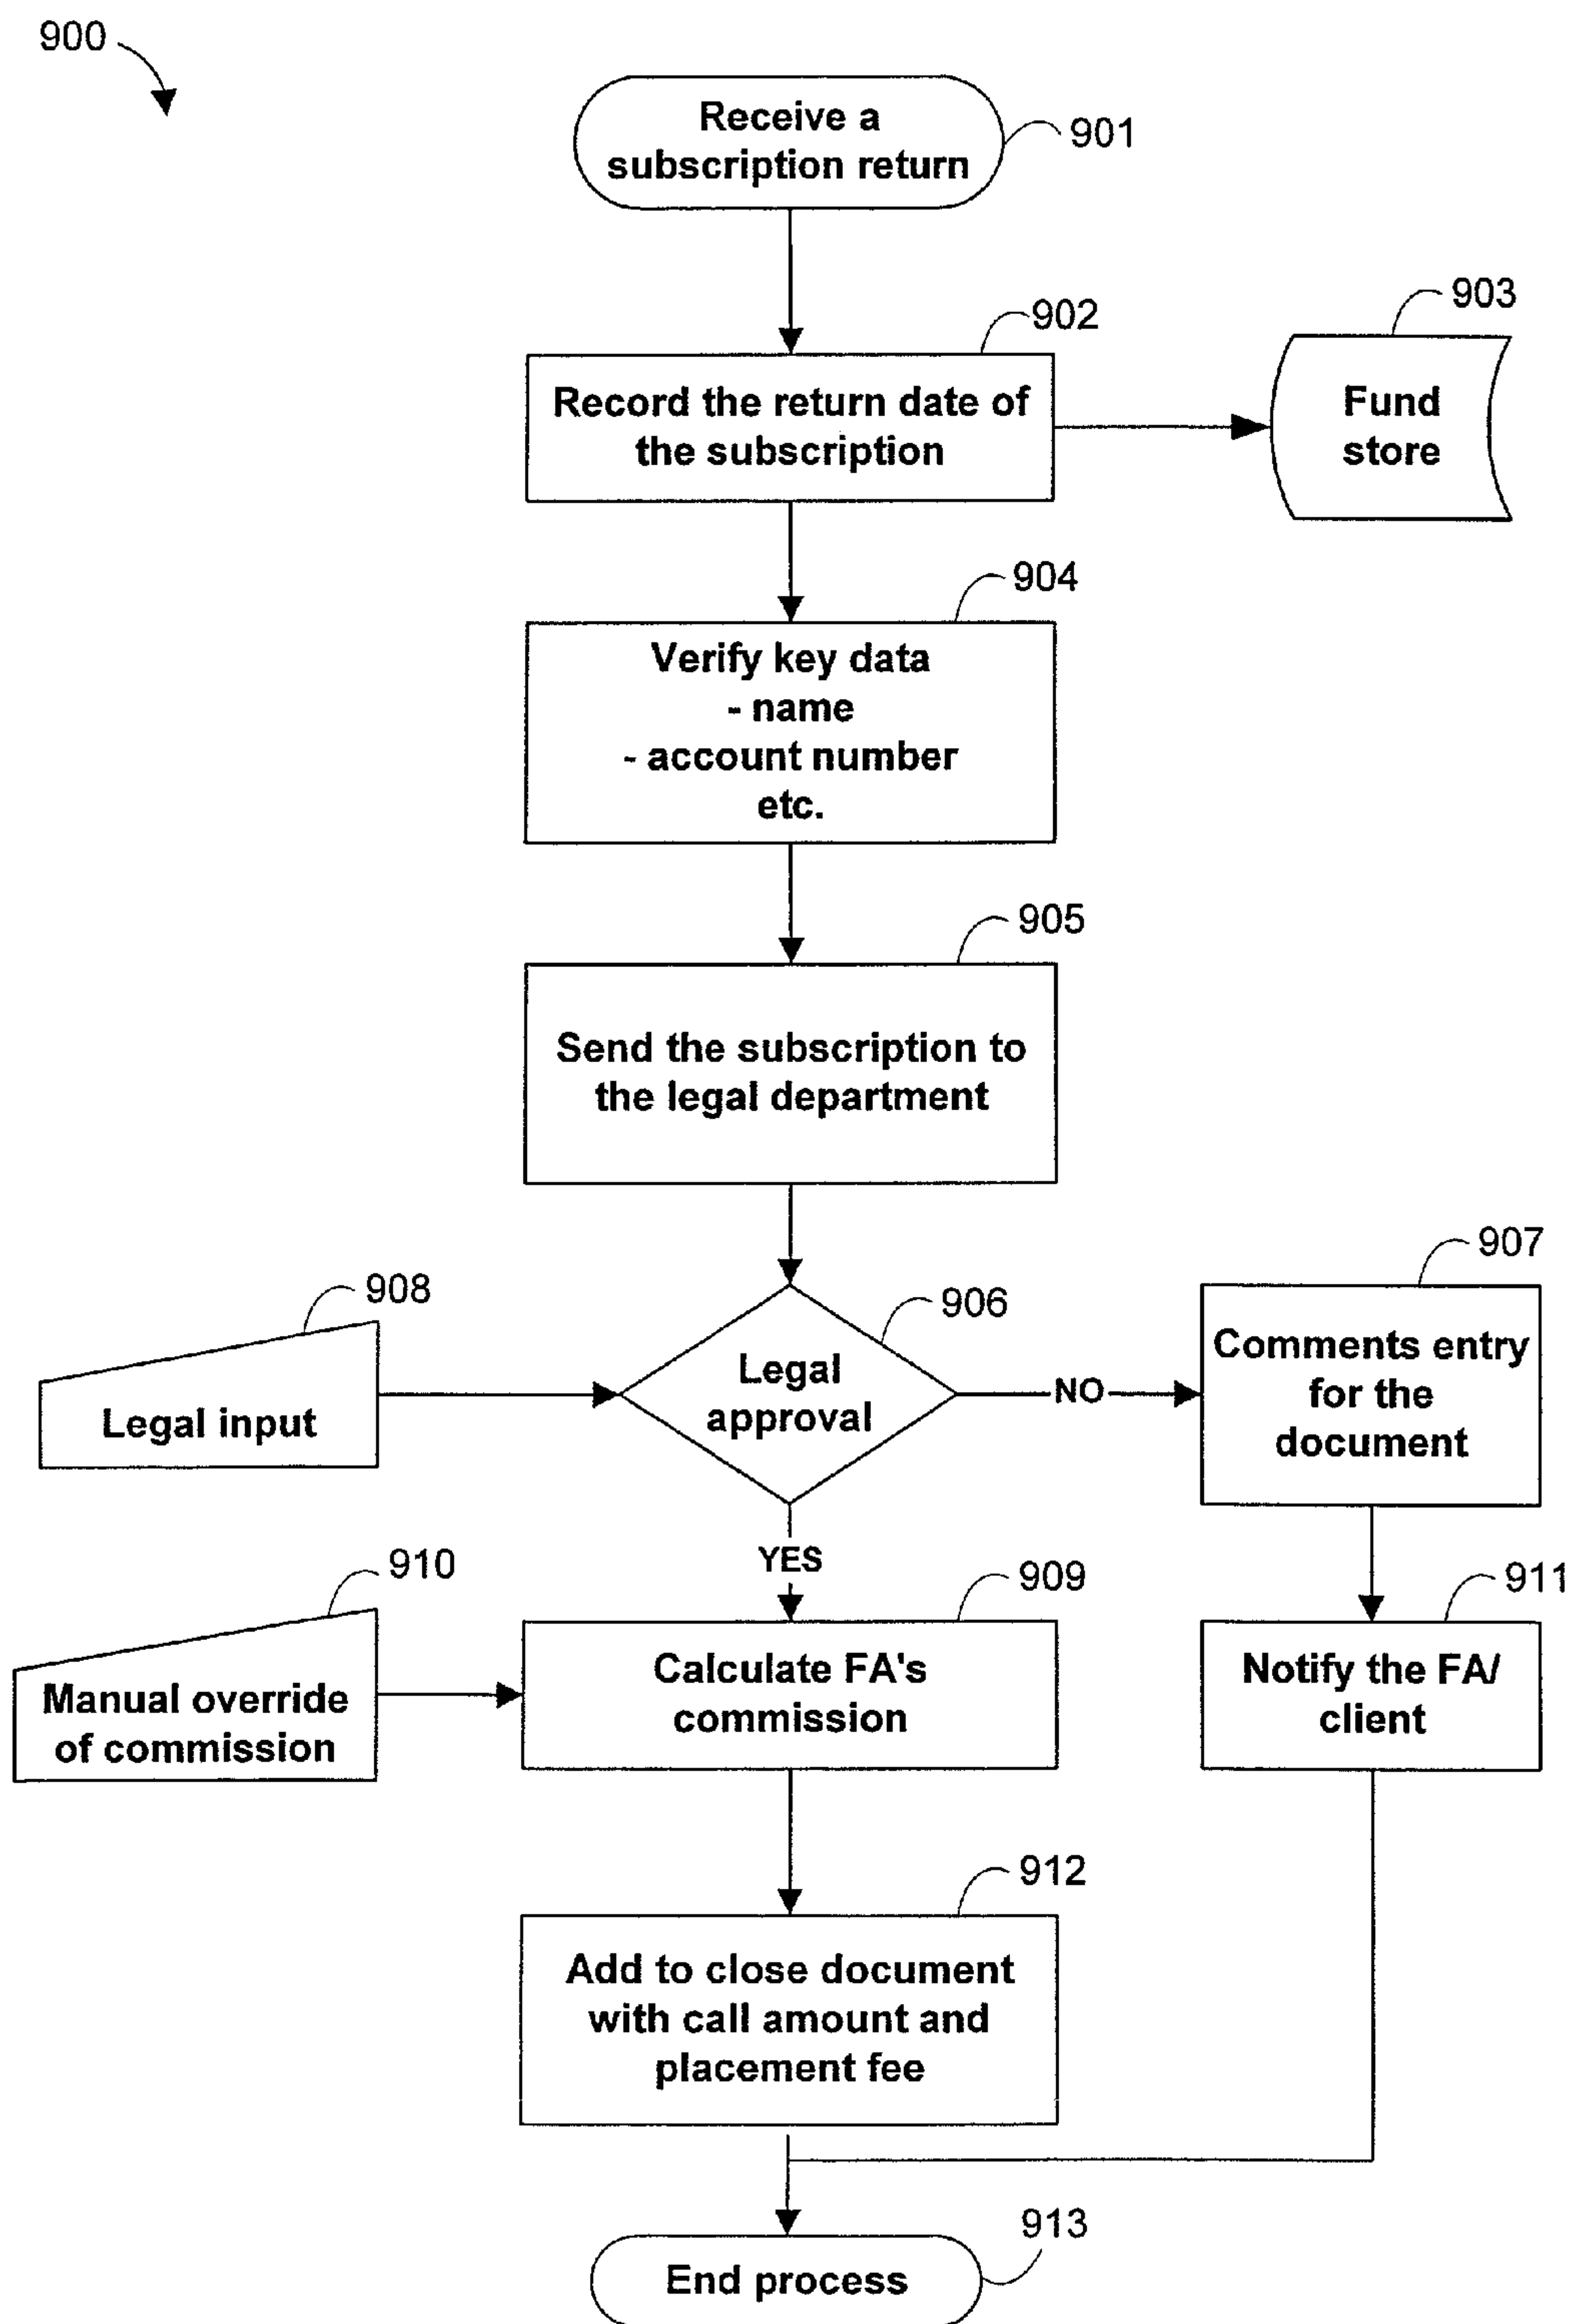 900
Receive a
subscription return
901
902
Record the return date of
the subscription
903
Fund
store
904
Verify key data
- name
- account number
etc.
905
Send the subscription to
the legal department
908
Legal input
906
Legal
approval
NO
907
Comments entry
for the
document
YES
910
Manual override
of commission
909
Calculate FA's
commission
911
Notify the FA/
client
912
Add to close document
with call amount and
placement fee
913
End process